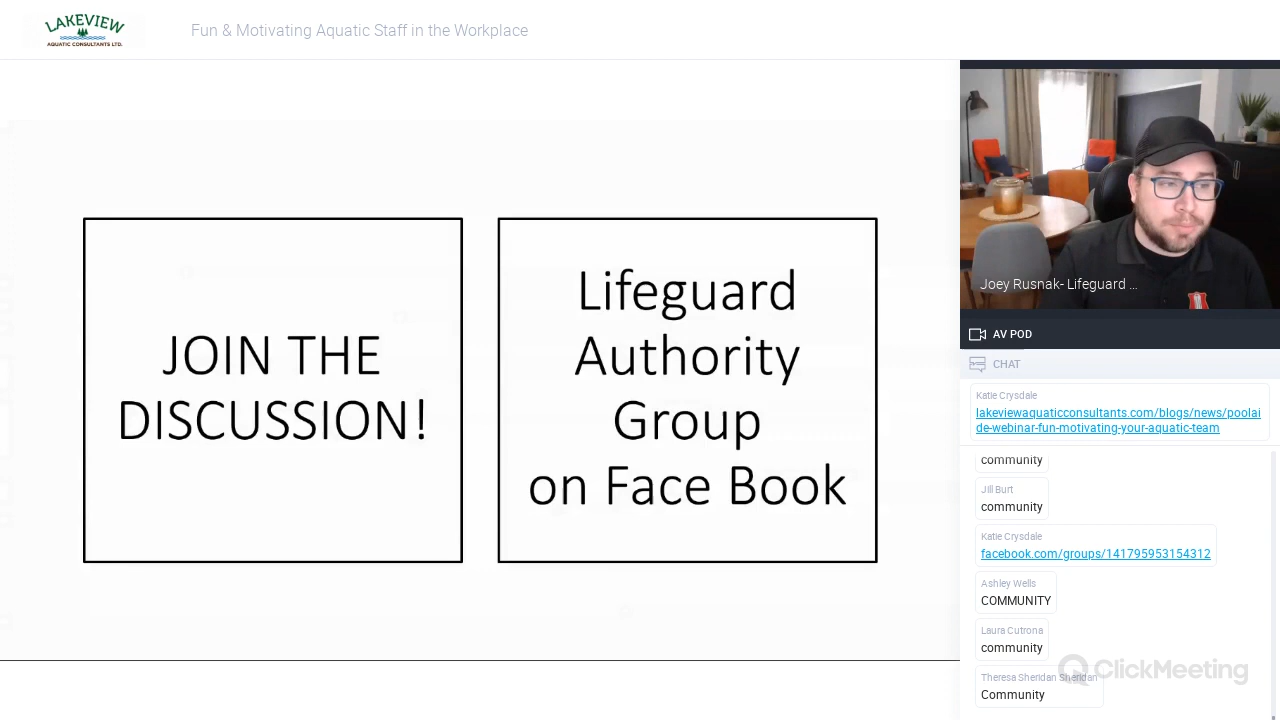 LAKEVIEW
AQUATIC CONSULTANTS LTD.
Fun & Motivating Aquatic Staff in the Workplace
JOIN THE
DISCUSSION!
Lifeguard
Authority
Group
on Face Book
Joey Rusnak- Lifeguard ...
AV POD
CHAT
Katie Crysdale
lakeviewaquaticconsultants.com/blogs/news/poolai
de-webinar-fun-motivating-your-aquatic-team
community
Jill Burt
community
Katie Crysdale
facebook.com/groups/141795953154312
Ashley Wells
COMMUNITY
Laura Cutrona
community
Theresa Sheridan Sheridan
Community
ClickMeeting